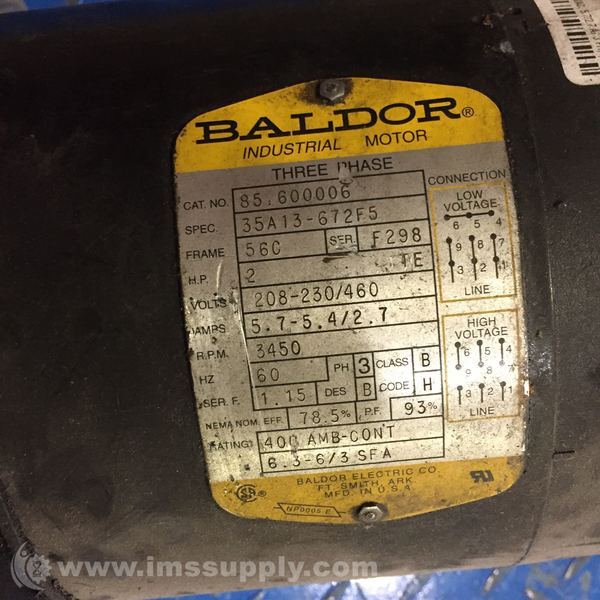 BALDOR®
INDUSTRIAL MOTOR
THREE PHASE
CAT. NO. 85.600006
SPEC. 35A13-672F5
FRAME 56C SER. F298
H.P. 2 TE
VOLTS 208-230/460
AMPS 5.7-5.4/2.7
R.P.M. 3450
HZ 60 PH 3 CLASS B
SER. F. 1.15 DES B CODE H
NEMA NOM. EFF. 78.5% P.F. 93%
RATING 40C AMB-CONT
6.3-6/3 SFA
BALDOR ELECTRIC CO.
FT. SMITH, ARK.
MFD. IN U.S.A.
NP0005 E
CONNECTION
LOW
VOLTAGE
6 5 4
9 8 7
3 2 1
LINE
HIGH
VOLTAGE
6 5 4
9 8 7
3 2 1
LINE
www.imssupply.com